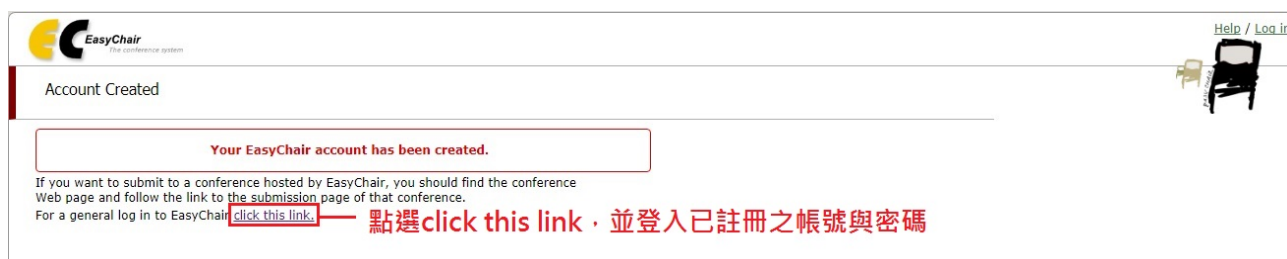 EasyChair
The conference system
Help / Log in
Account Created
Your EasyChair account has been created.
If you want to submit to a conference hosted by EasyChair, you should find the conference
Web page and follow the link to the submission page of that conference.
For a general log in to EasyChair click this link.
點選click this link，並登入已註冊之帳號與密碼